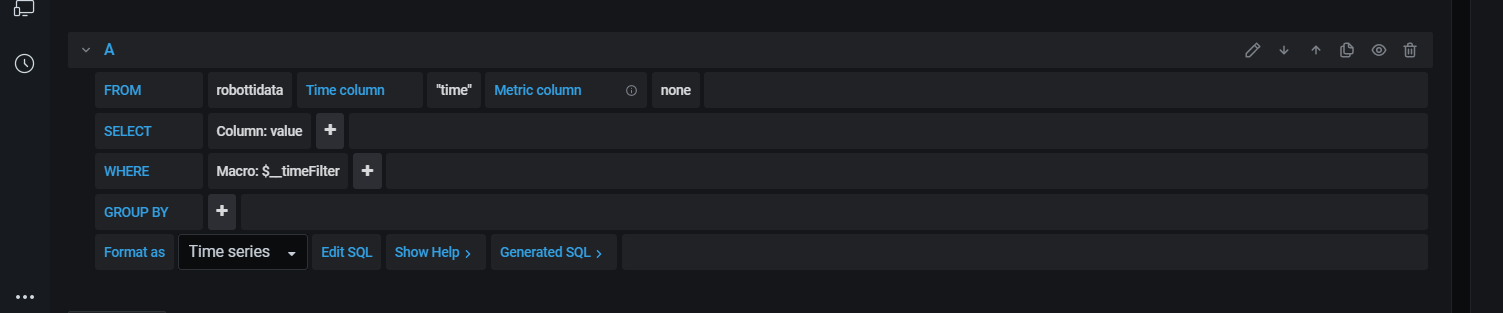 A
FROM robottidata Time column "time" Metric column none
SELECT Column: value +
WHERE Macro: $__timeFilter +
GROUP BY +
Format as Time series Edit SQL Show Help > Generated SQL >